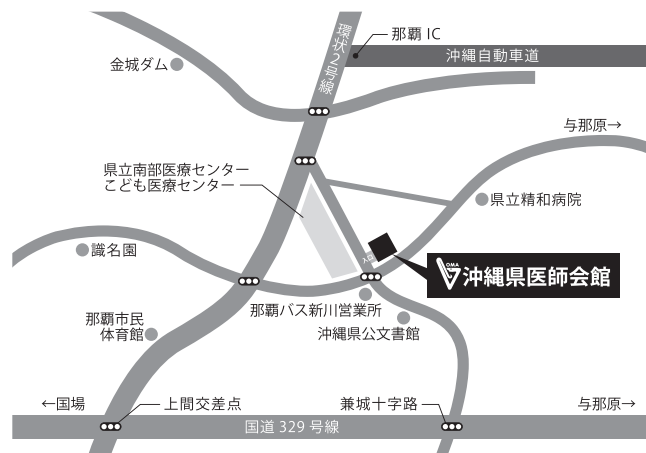 那覇 IC
環状2号線
沖縄自動車道
金城ダム
与那原→
県立南部医療センター
こども医療センター
県立精和病院
識名園
入口
OMA
沖縄県医師会館
那覇バス新川営業所
那覇市民
体育館
沖縄県公文書館
←国場
上間交差点
兼城十字路
与那原→
国道 329 号線